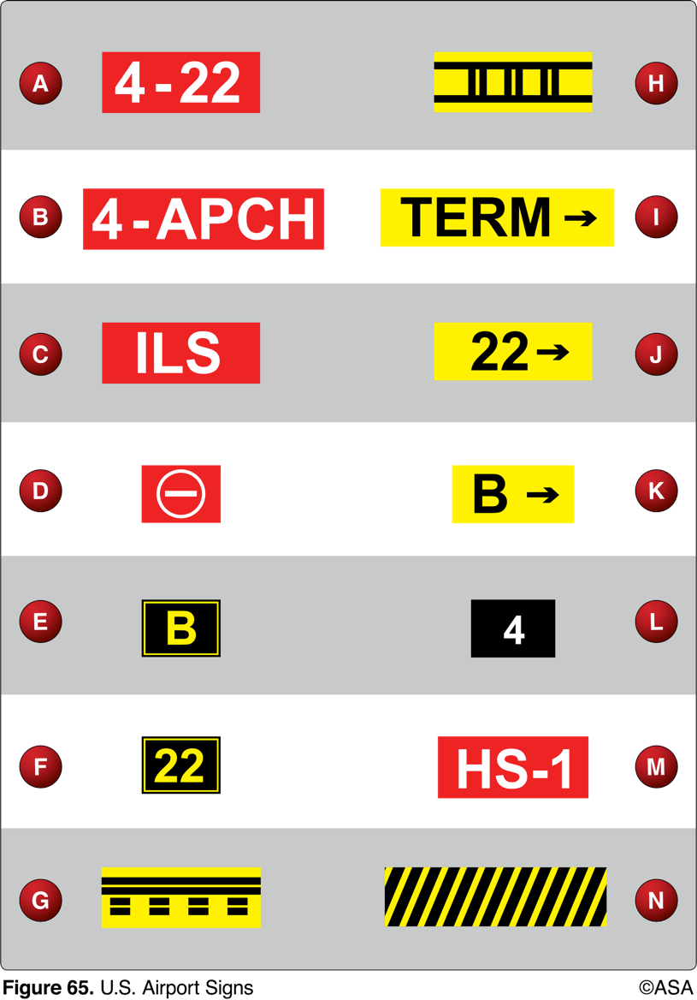 A 4-22 H
B 4-APCH TERM→ I
C ILS 22→ J
D B→ K
E B 4 L
F 22 HS-1 M
G N
Figure 65. U.S. Airport Signs ©ASA